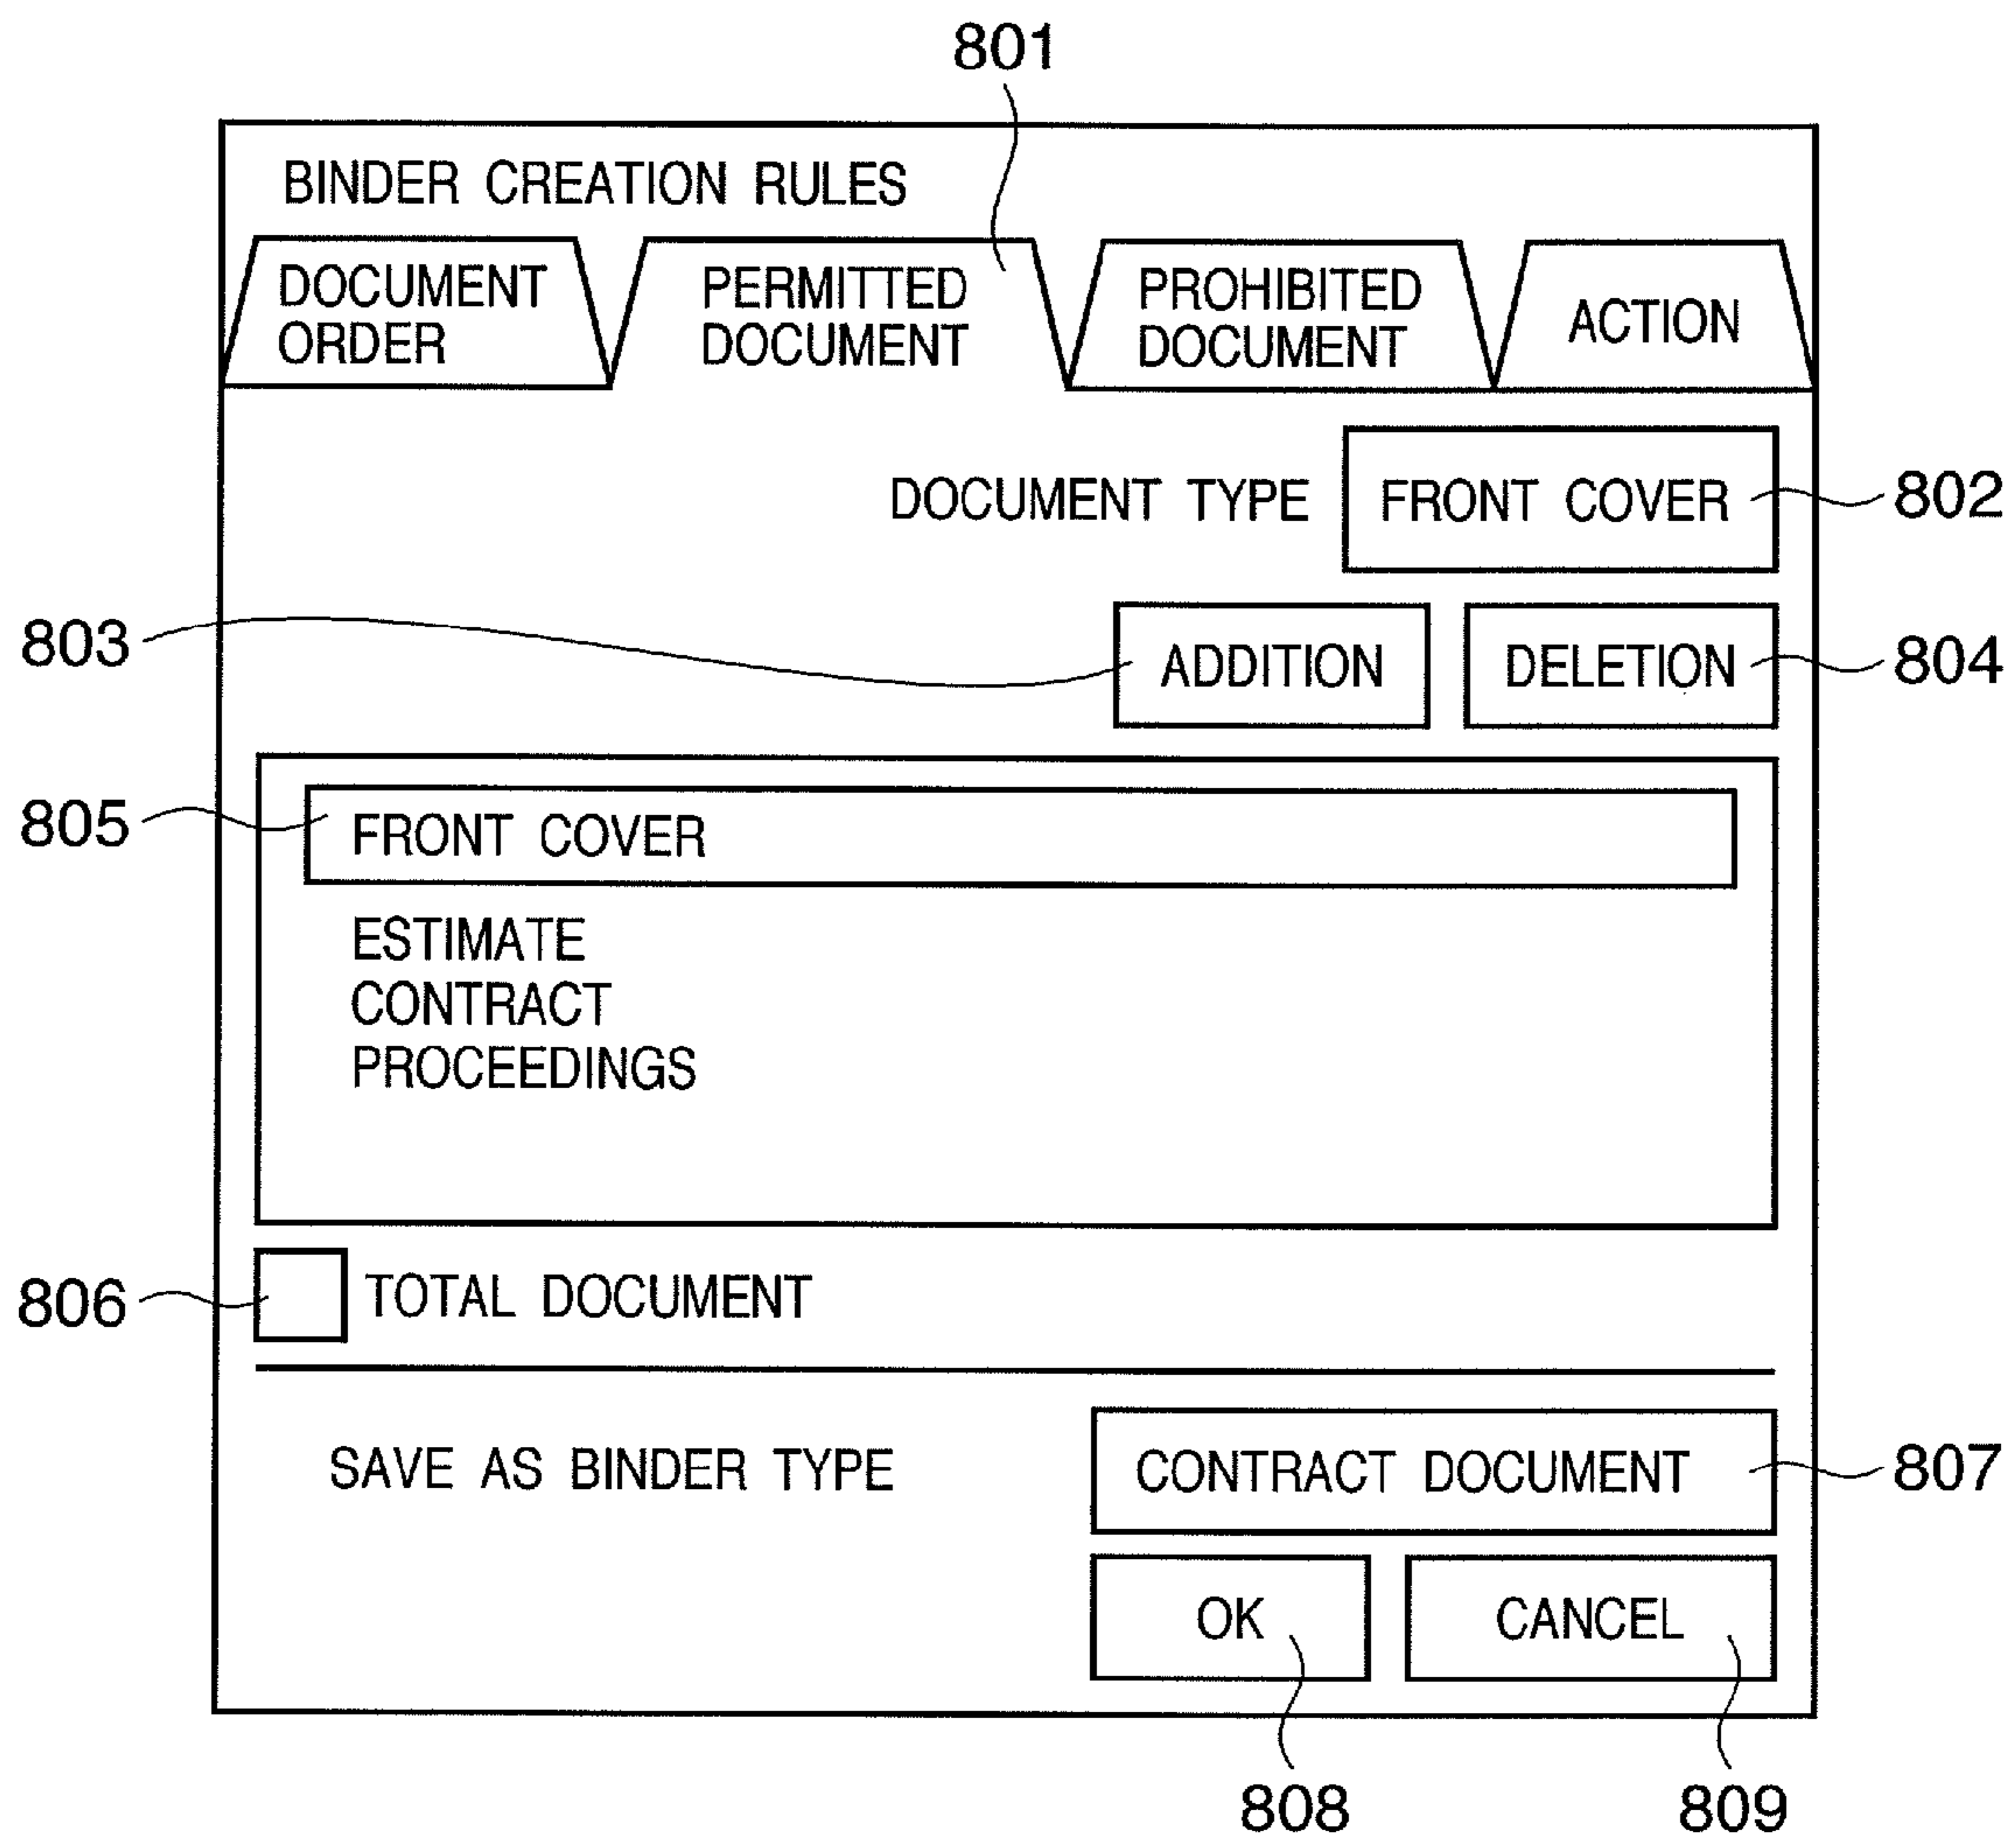 801
BINDER CREATION RULES
DOCUMENT ORDER
PERMITTED DOCUMENT
PROHIBITED DOCUMENT
ACTION
DOCUMENT TYPE FRONT COVER 802
803 ADDITION DELETION 804
805 FRONT COVER
ESTIMATE
CONTRACT
PROCEEDINGS
806 TOTAL DOCUMENT
SAVE AS BINDER TYPE CONTRACT DOCUMENT 807
OK CANCEL
808 809